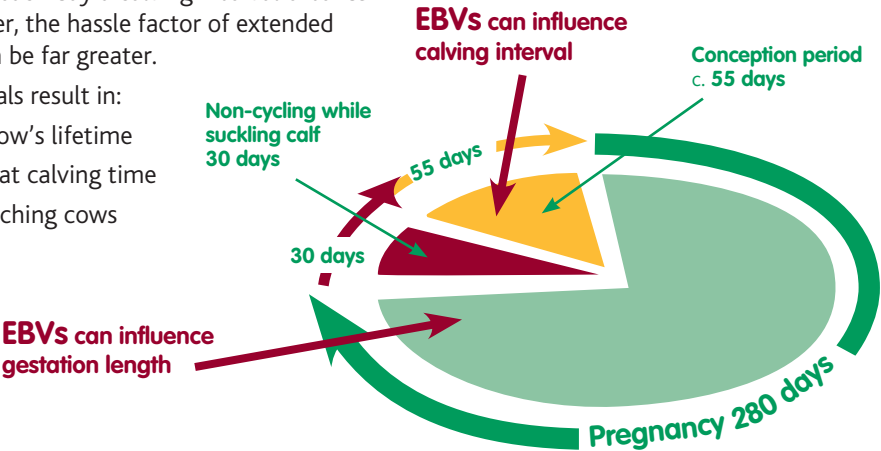 er, the hassle factor of extended
be far greater.
als result in:
ow's lifetime
at calving time
ching cows
EBVs can influence
calving interval
Conception period
c. 55 days
Non-cycling while
suckling calf
30 days
55 days
30 days
EBVs can influence
gestation length
Pregnancy 280 days